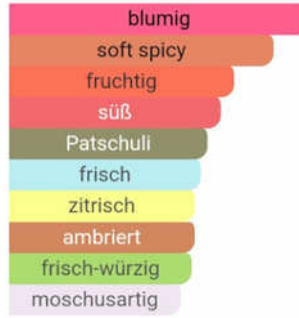 blumig
soft spicy
fruchtig
süß
Patschuli
frisch
zitrisch
ambriert
frisch-würzig
moschusartig